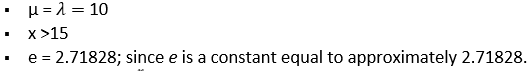 ▪ μ = 𝜆 = 10
▪ x >15
▪ e = 2.71828; since e is a constant equal to approximately 2.71828.